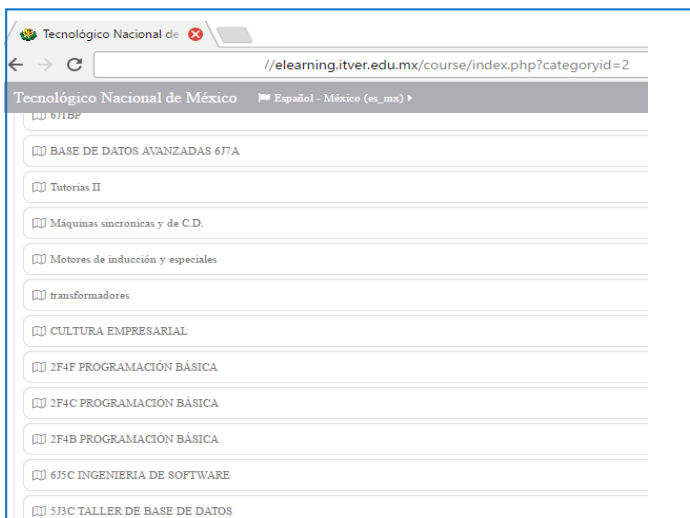 Tecnológico Nacional de
//elearning.itver.edu.mx/course/index.php?categoryid=2
Tecnológico Nacional de México Español - México (es_mx)
6J1BP
BASE DE DATOS AVANZADAS 6J7A
Tutorias II
Máquinas sincronicas y de C.D.
Motores de inducción y especiales
transformadores
CULTURA EMPRESARIAL
2F4F PROGRAMACIÓN BÁSICA
2F4C PROGRAMACIÓN BÁSICA
2F4B PROGRAMACIÓN BÁSICA
6J5C INGENIERIA DE SOFTWARE
5J3C TALLER DE BASE DE DATOS